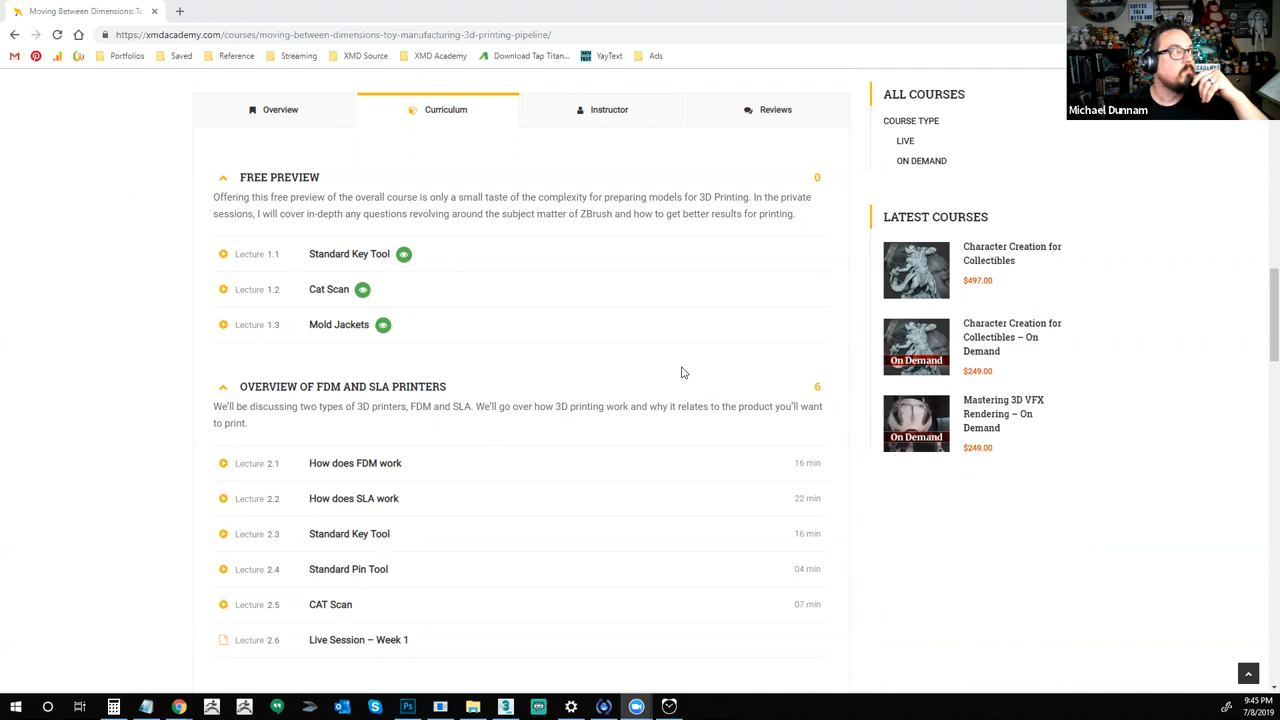 Moving Between Dimensions: To
https://xmdacademy.com/courses/moving-between-dimensions-toy-manufacturing-printing-pipeline/
Portfolios
Saved
Reference
Streaming
XMD Source
XMD Academy
Download Tap Titan...
YayText
Ads
COFFEE
TALK
WITH XMD
Michael Dunnam
Overview
Curriculum
Instructor
Reviews
FREE PREVIEW 0
Offering this free preview of the overall course is only a small taste of the complexity for preparing models for 3D Printing. In the private
sessions, I will cover in-depth any questions revolving around the subject matter of ZBrush and how to get better results for printing.
Lecture 1.1 Standard Key Tool
Lecture 1.2 Cat Scan
Lecture 1.3 Mold Jackets
OVERVIEW OF FDM AND SLA PRINTERS 6
We'll be discussing two types of 3D printers, FDM and SLA. We'll go over how 3D printing work and why it relates to the product you'll want
to print.
Lecture 2.1 How does FDM work 16 min
Lecture 2.2 How does SLA work 22 min
Lecture 2.3 Standard Key Tool 16 min
Lecture 2.4 Standard Pin Tool 04 min
Lecture 2.5 CAT Scan 07 min
Lecture 2.6 Live Session – Week 1
ALL COURSES
COURSE TYPE
LIVE
ON DEMAND
LATEST COURSES
Character Creation for
Collectibles
$497.00
On Demand
Character Creation for
Collectibles – On
Demand
$249.00
On Demand
Mastering 3D VFX
Rendering – On
Demand
$249.00
9:45 PM
7/8/2019